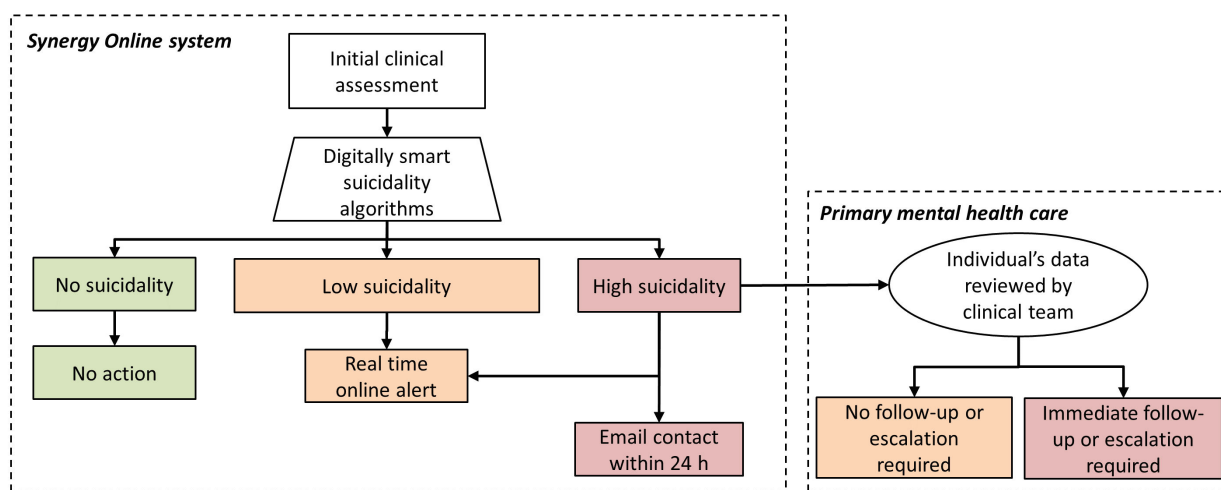 Synergy Online system
Initial clinical
assessment
Digitally smart
suicidality
algorithms
No suicidality
Low suicidality
High suicidality
No action
Real time
online alert
Email contact
within 24 h
Primary mental health care
Individual's data
reviewed by
clinical team
No follow-up or
escalation
required
Immediate follow-
up or escalation
required